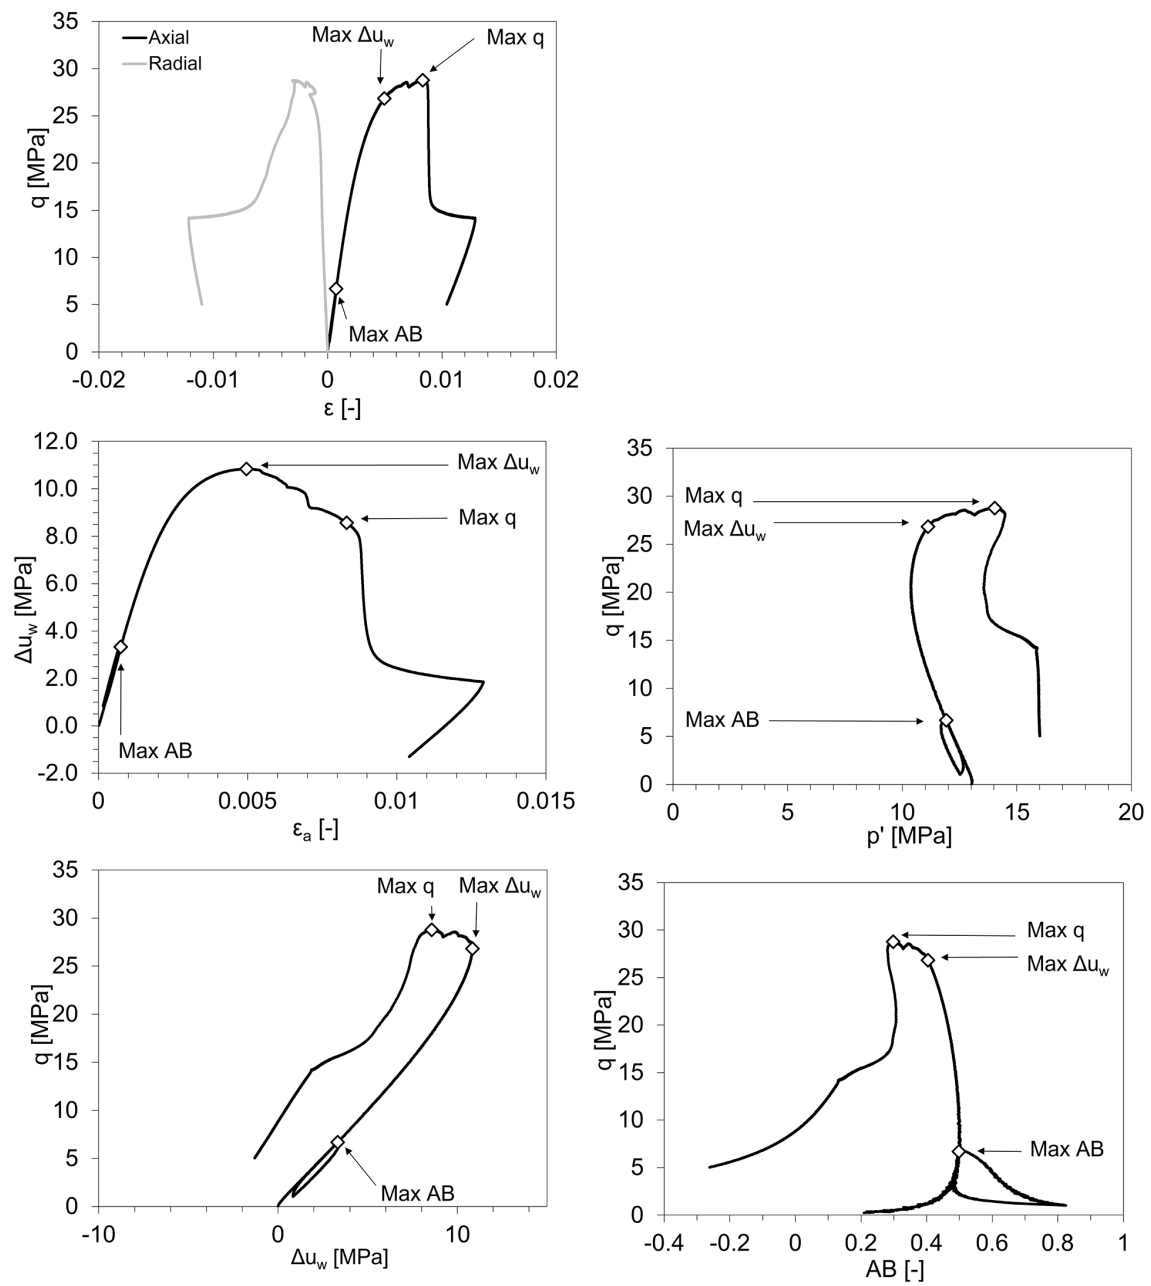 35
30
25
20
15
10
5
0
q [MPa]
Axial
Radial
Max Δu_w
Max q
Max AB
-0.02 -0.01 0 0.01 0.02
ε [-]
12.0
10.0
8.0
6.0
4.0
2.0
0.0
-2.0
Δu_w [MPa]
Max Δu_w
Max q
Max AB
0 0.005 0.01 0.015
ε_a [-]
35
30
25
20
15
10
5
0
q [MPa]
Max q
Max Δu_w
Max AB
0 5 10 15 20
p' [MPa]
35
30
25
20
15
10
5
0
q [MPa]
Max q Max Δu_w
Max AB
-10 0 10
Δu_w [MPa]
35
30
25
20
15
10
5
0
q [MPa]
Max q
Max Δu_w
Max AB
-0.4 -0.2 0 0.2 0.4 0.6 0.8 1
AB [-]